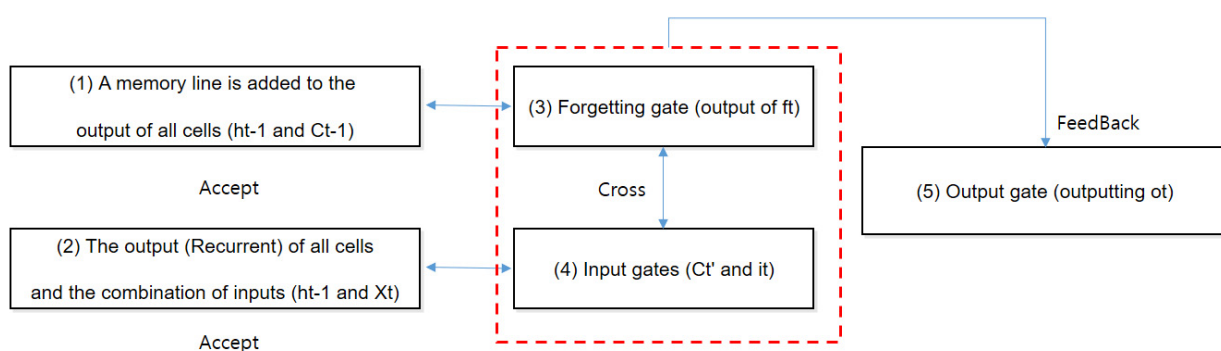 (1) A memory line is added to the
output of all cells (ht-1 and Ct-1)
Accept
(2) The output (Recurrent) of all cells
and the combination of inputs (ht-1 and Xt)
Accept
(3) Forgetting gate (output of ft)
Cross
(4) Input gates (Ct' and it)
FeedBack
(5) Output gate (outputting ot)